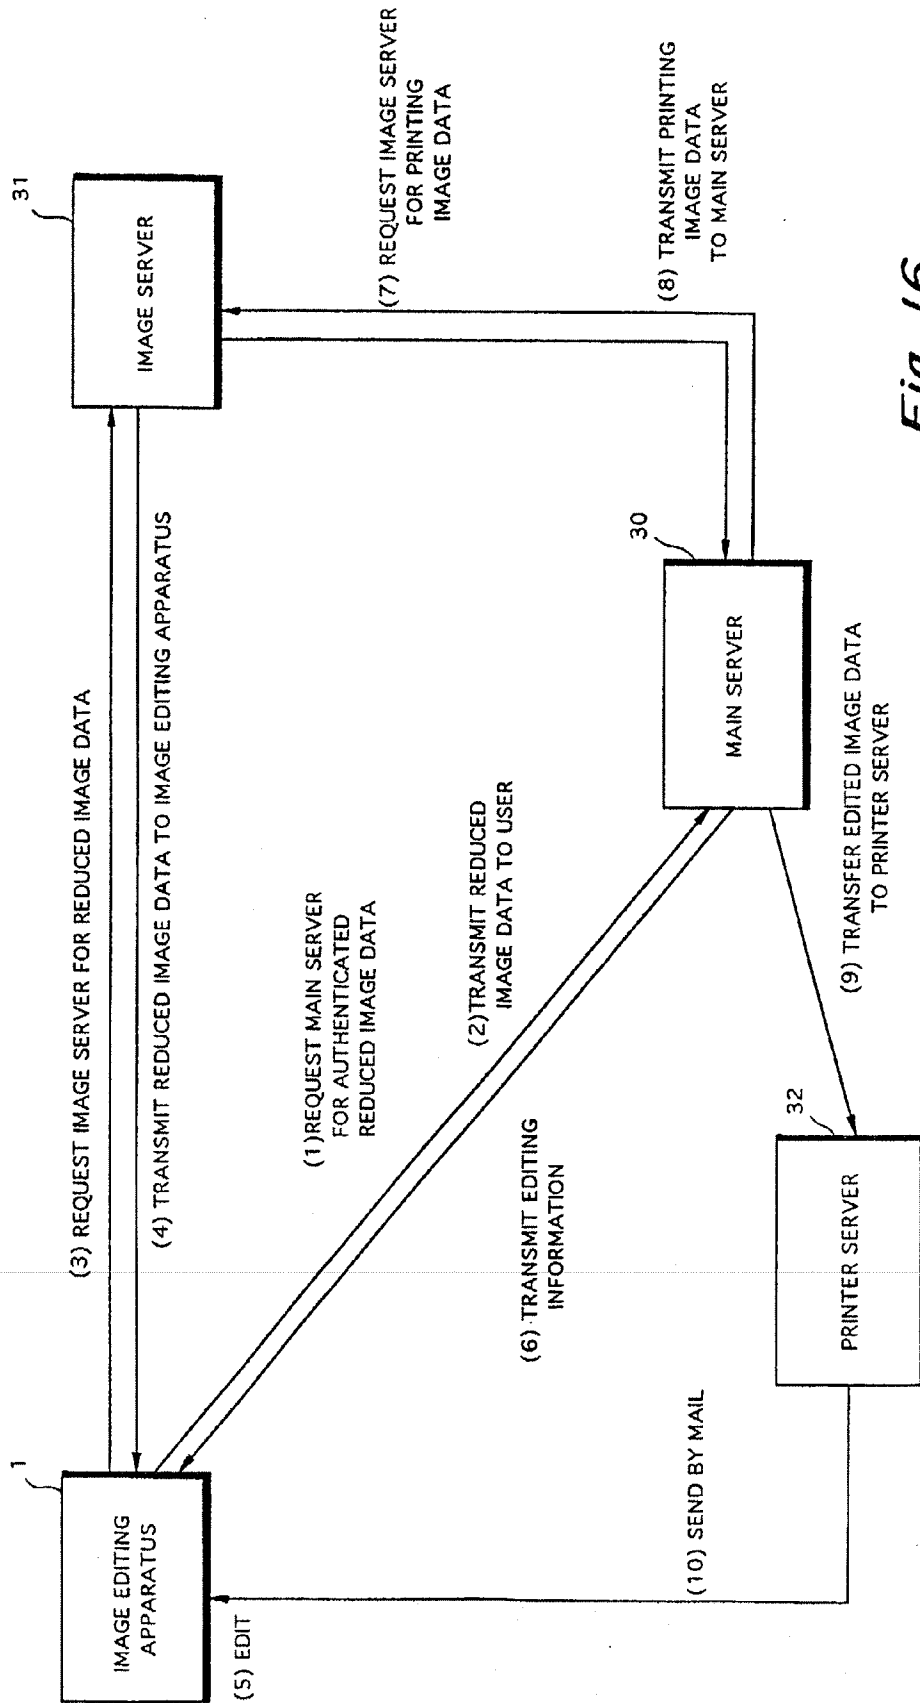 31
IMAGE SERVER
(7) REQUEST IMAGE SERVER
FOR PRINTING
IMAGE DATA
(8) TRANSMIT PRINTING
IMAGE DATA
TO MAIN SERVER
(3) REQUEST IMAGE SERVER FOR REDUCED IMAGE DATA
(4) TRANSMIT REDUCED IMAGE DATA TO IMAGE EDITING APPARATUS
30
MAIN SERVER
(1)REQUEST MAIN SERVER
FOR AUTHENTICATED
REDUCED IMAGE DATA
(2)TRANSMIT REDUCED
IMAGE DATA TO USER
(6) TRANSMIT EDITING
INFORMATION
(9) TRANSFER EDITED IMAGE DATA
TO PRINTER SERVER
32
PRINTER SERVER
1
IMAGE EDITING
APPARATUS
(5) EDIT
(10) SEND BY MAIL
Fig. 16